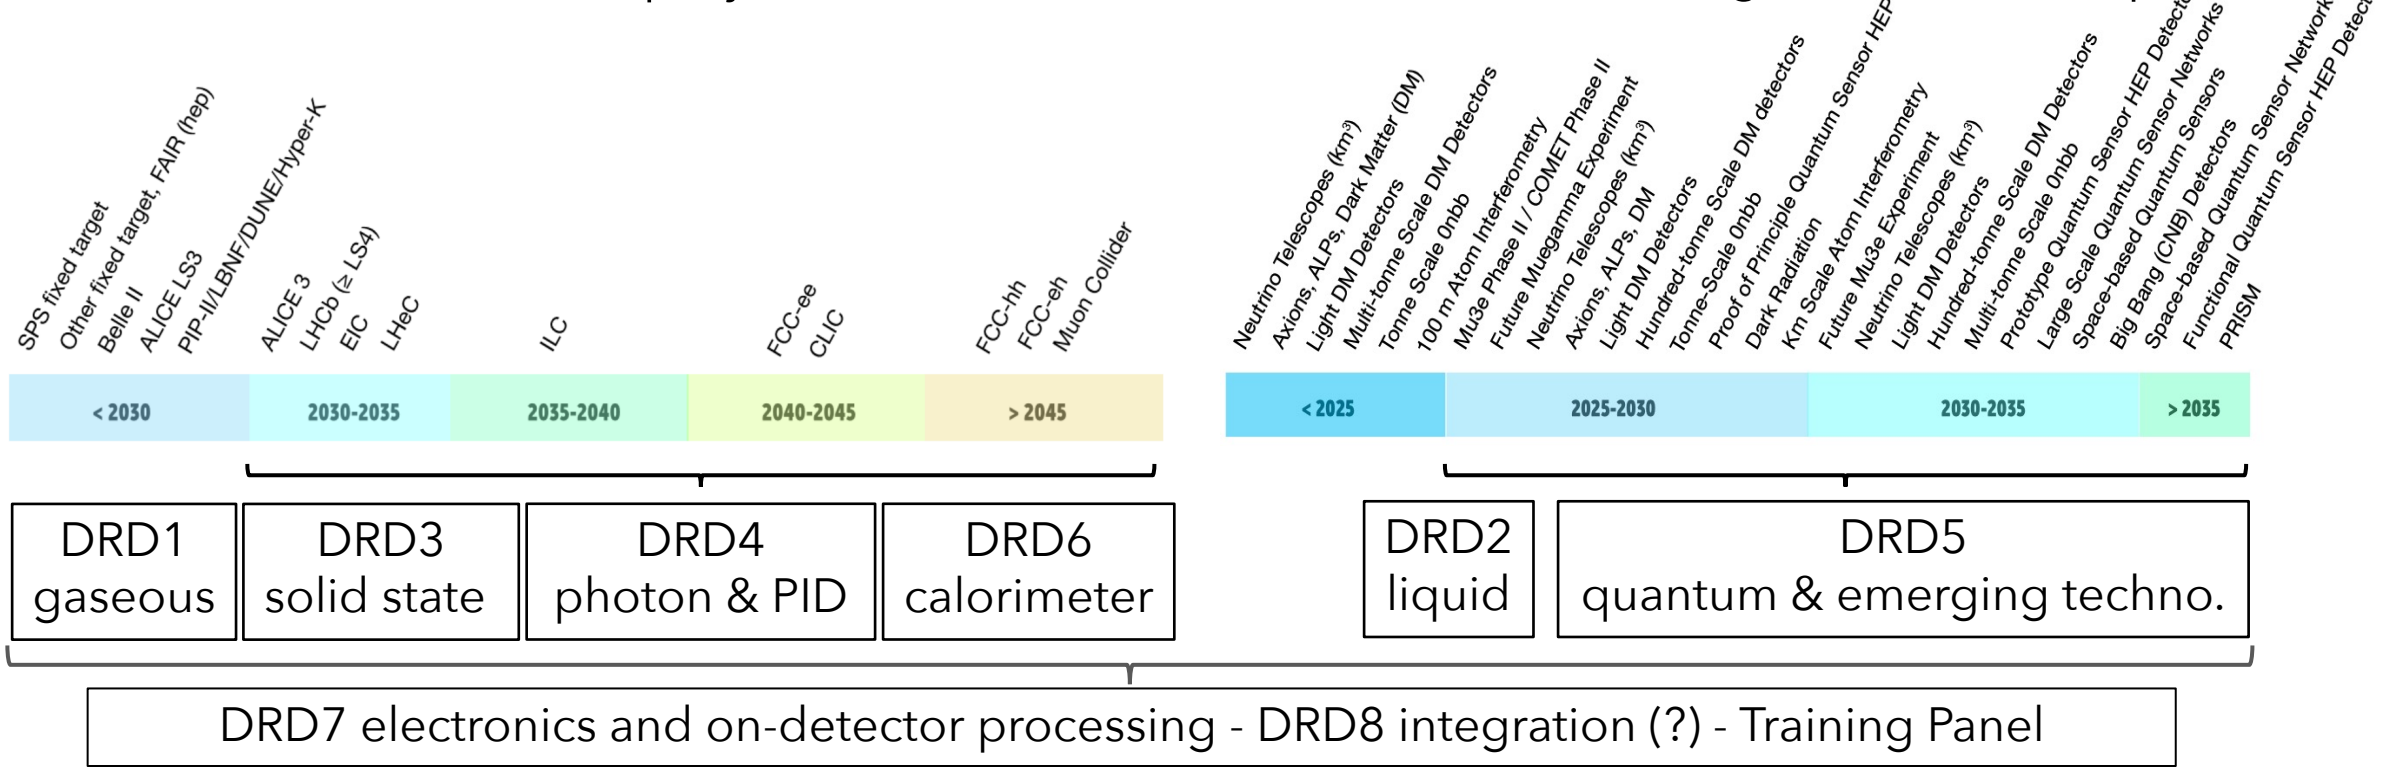 SPS fixed target
Other fixed target, FAIR (hep)
Belle II
ALICE LS3
PIP-II/LBNF/DUNE/Hyper-K
ALICE 3
LHCb (≥ LS4)
EIC
LHeC
ILC
FCC-ee
CLIC
FCC-hh
FCC-eh
Muon Collider
< 2030
2030-2035
2035-2040
2040-2045
> 2045
Neutrino Telescopes (km³)
Axions, ALPs, Dark Matter (DM)
Light DM Detectors
Multi-tonne Scale DM Detectors
Tonne Scale 0nbb
100 m Atom Interferometry
Mu3e Phase II / COMET Phase II
Future Muegamma Experiment
Neutrino Telescopes (km³)
Axions, ALPs, DM
Light DM Detectors
Hundred-tonne Scale DM detectors
Tonne-Scale 0nbb
Proof of Principle Quantum Sensor HEP
Dark Radiation
Km Scale Atom Interferometry
Future Mu3e Experiment
Neutrino Telescopes (km³)
Light DM Detectors
Hundred-tonne Scale DM Detectors
Multi-tonne Scale 0nbb
Prototype Quantum Sensor HEP
Large Scale Quantum Sensor Networks
Space-based Quantum Sensors
Big Bang (CNB) Detectors
Space-based Quantum Sensor
Functional Quantum Sensor HEP
PRISM
< 2025
2025-2030
2030-2035
> 2035
DRD1
gaseous
DRD3
solid state
DRD4
photon & PID
DRD6
calorimeter
DRD2
liquid
DRD5
quantum & emerging techno.
DRD7 electronics and on-detector processing - DRD8 integration (?) - Training Panel